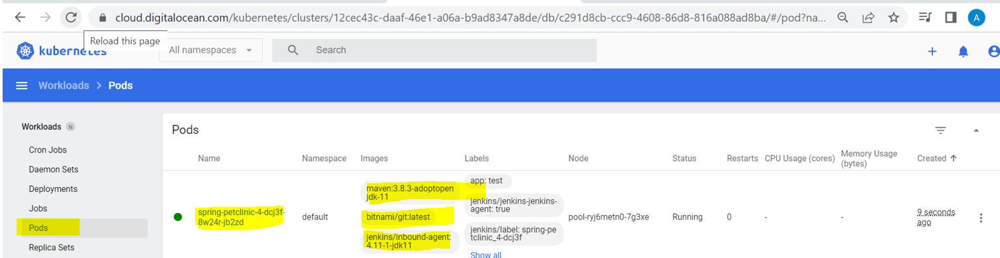 cloud.digitalocean.com/kubernetes/clusters/12cec43c-daaf-46e1-a06a-b9ad8347a8de/db/c291d8cb-ccc9-4608-86d8-816a088ad8ba/#/pod?na...
A
Reload this page
kubernetes
All namespaces
Search
Workloads
Pods
Workloads N
Pods
Cron Jobs
Daemon Sets
Deployments
Jobs
Pods
Replica Sets
Name
Namespace
Images
Labels
Node
Status
Restarts
CPU Usage (cores)
Memory Usage
(bytes)
Created
spring-petclinic-4-dcj3f-
8w24r-jb2zd
default
maven:3.8.3-adoptopen
jdk-11
bitnami/git:latest
jenkins/inbound-agent:
4.11-1-jdk11
app: test
jenkins/jenkins-jenkins-
agent: true
jenkins/label: spring-pe
tclinic_4-dcj3f
Show all
pool-ryj6metn0-7g3xe
Running
0
-
-
9 seconds
ago